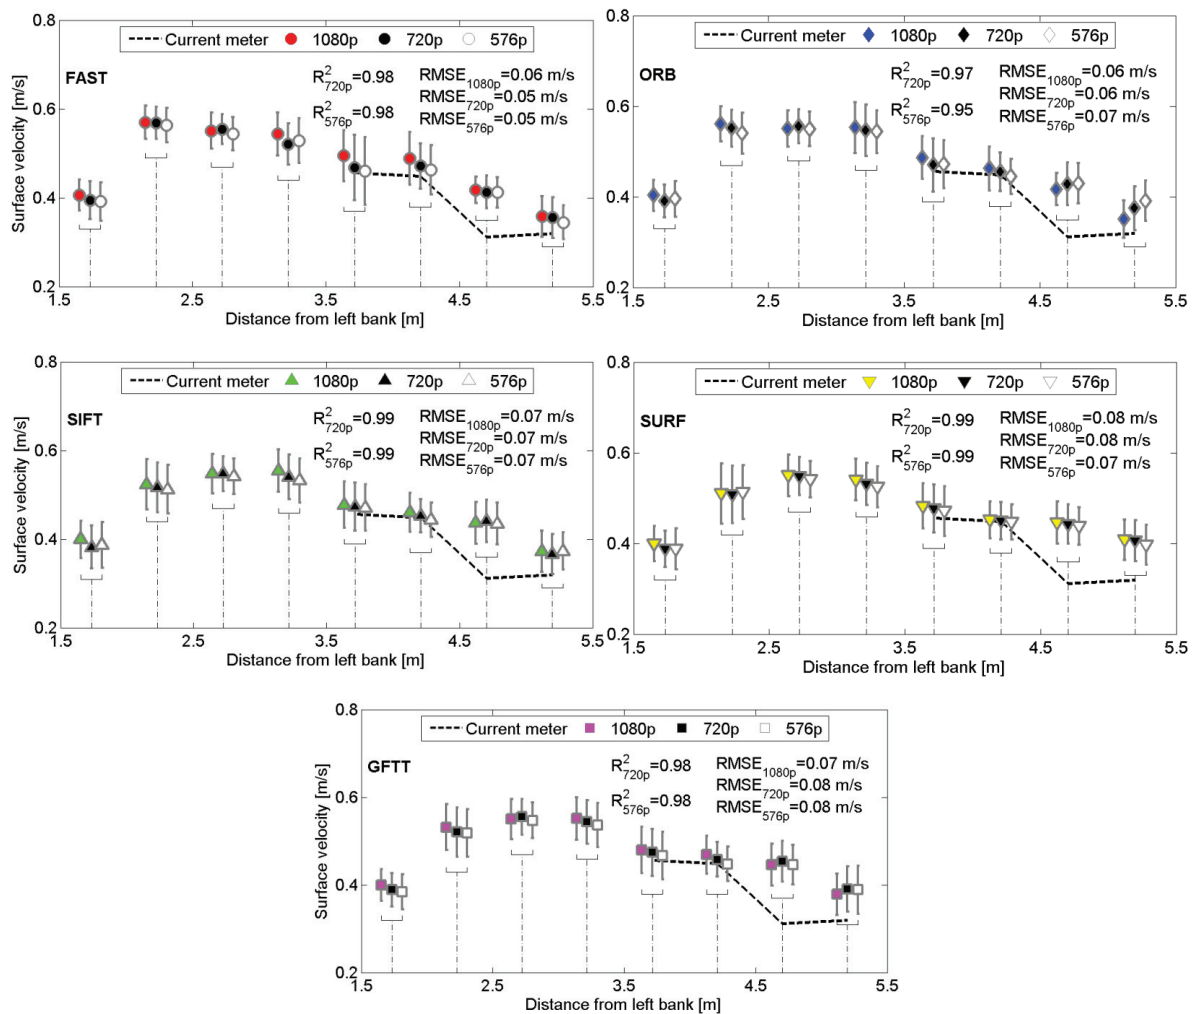 Current meter 1080p 720p 576p
FAST
R²720p=0.98
R²576p=0.98
RMSE1080p=0.06 m/s
RMSE720p=0.05 m/s
RMSE576p=0.05 m/s
Surface velocity [m/s]
0.8
0.6
0.4
0.2
1.5 2.5 3.5 4.5 5.5
Distance from left bank [m]
Current meter 1080p 720p 576p
ORB
R²720p=0.97
R²576p=0.95
RMSE1080p=0.06 m/s
RMSE720p=0.06 m/s
RMSE576p=0.07 m/s
0.8
0.6
0.4
0.2
1.5 2.5 3.5 4.5 5.5
Distance from left bank [m]
Current meter 1080p 720p 576p
SIFT
R²720p=0.99
R²576p=0.99
RMSE1080p=0.07 m/s
RMSE720p=0.07 m/s
RMSE576p=0.07 m/s
Surface velocity [m/s]
0.8
0.6
0.4
0.2
1.5 2.5 3.5 4.5 5.5
Distance from left bank [m]
Current meter 1080p 720p 576p
SURF
R²720p=0.99
R²576p=0.99
RMSE1080p=0.08 m/s
RMSE720p=0.08 m/s
RMSE576p=0.07 m/s
0.8
0.6
0.4
0.2
1.5 2.5 3.5 4.5 5.5
Distance from left bank [m]
Current meter 1080p 720p 576p
GFTT
R²720p=0.98
R²576p=0.98
RMSE1080p=0.07 m/s
RMSE720p=0.08 m/s
RMSE576p=0.08 m/s
Surface velocity [m/s]
0.8
0.6
0.4
0.2
1.5 2.5 3.5 4.5 5.5
Distance from left bank [m]